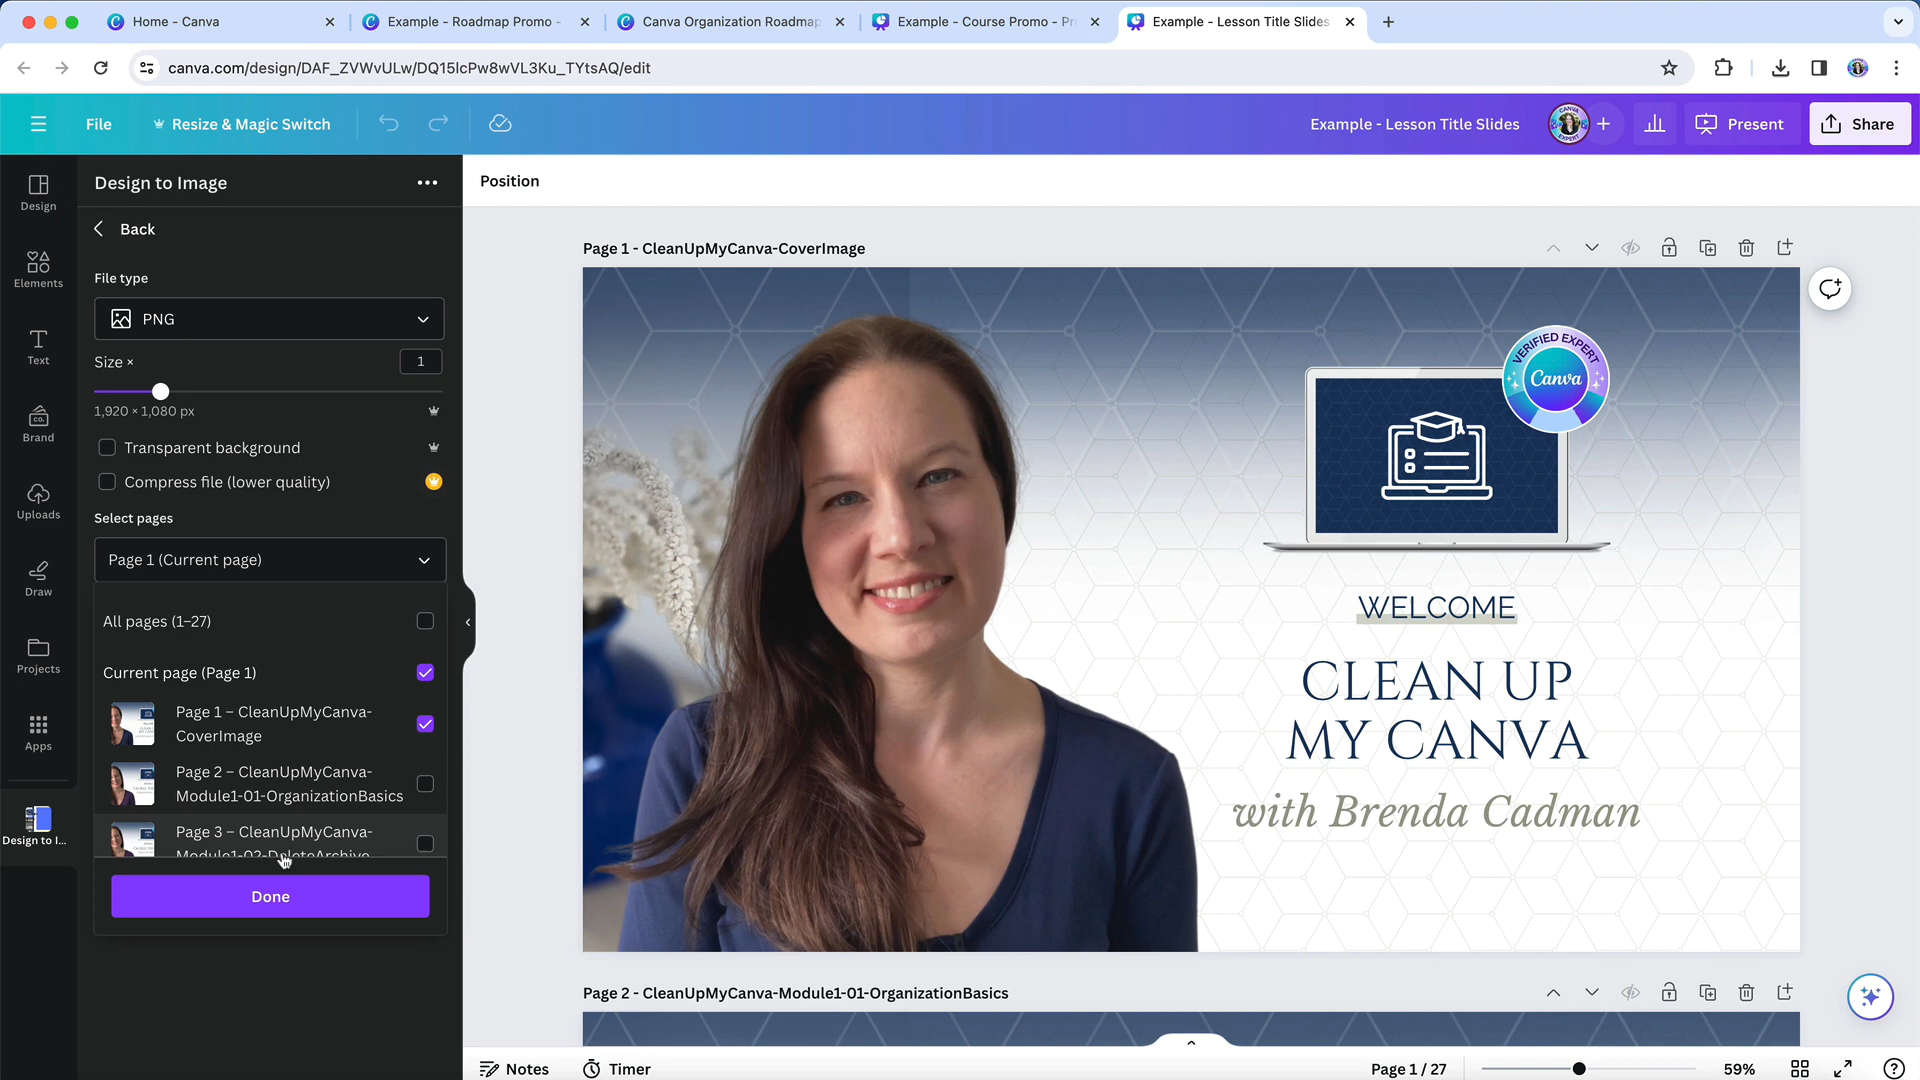 Home - Canva
Example - Roadmap Promo -
Canva Organization Roadmap
Example - Course Promo - Pr
Example - Lesson Title Slides
canva.com/design/DAF_ZVWvULw/DQ15lcPw8wVL3Ku_TYtsAQ/edit
File
Resize & Magic Switch
Example - Lesson Title Slides
Present
Share
Design
Elements
Text
Brand
Uploads
Draw
Projects
Apps
Design to I...
Design to Image
Back
File type
PNG
Size ×
1
1,920 × 1,080 px
Transparent background
Compress file (lower quality)
Select pages
Page 1 (Current page)
All pages (1–27)
Current page (Page 1)
Page 1 – CleanUpMyCanva-
CoverImage
Page 2 – CleanUpMyCanva-
Module1-01-OrganizationBasics
Page 3 – CleanUpMyCanva-
Module1-02-DeleteArchive
Done
Position
Page 1 - CleanUpMyCanva-CoverImage
VERIFIED EXPERT
Canva
WELCOME
CLEAN UP
MY CANVA
with Brenda Cadman
Page 2 - CleanUpMyCanva-Module1-01-OrganizationBasics
Notes
Timer
Page 1 / 27
59%